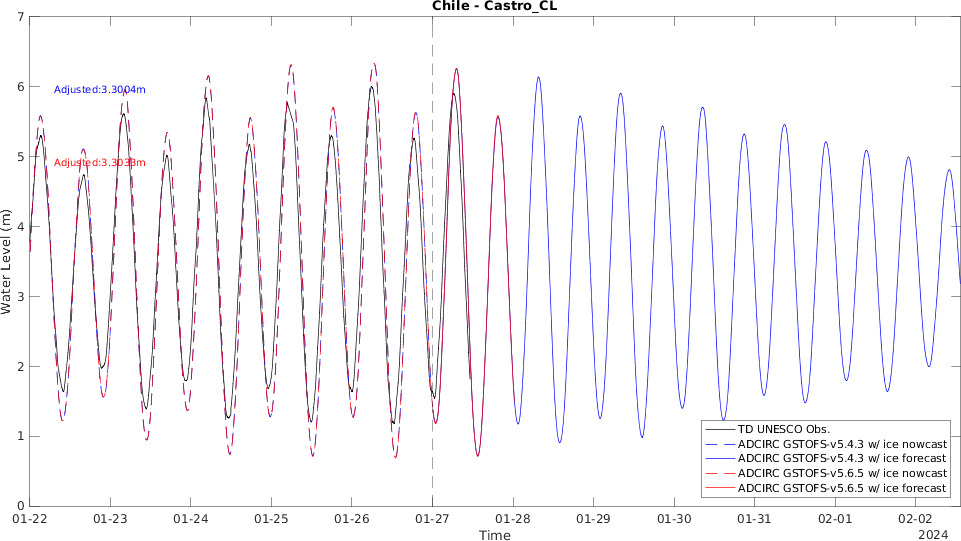 Chile - Castro_CL
7
6
5
4
3
2
1
0
Water Level (m)
Adjusted:3.3004m
Adjusted:3.3033m
TD UNESCO Obs.
ADCIRC GSTOFS-v5.4.3 w/ ice nowcast
ADCIRC GSTOFS-v5.4.3 w/ ice forecast
ADCIRC GSTOFS-v5.6.5 w/ ice nowcast
ADCIRC GSTOFS-v5.6.5 w/ ice forecast
01-22 01-23 01-24 01-25 01-26 01-27 01-28 01-29 01-30 01-31 02-01 02-02
Time
2024